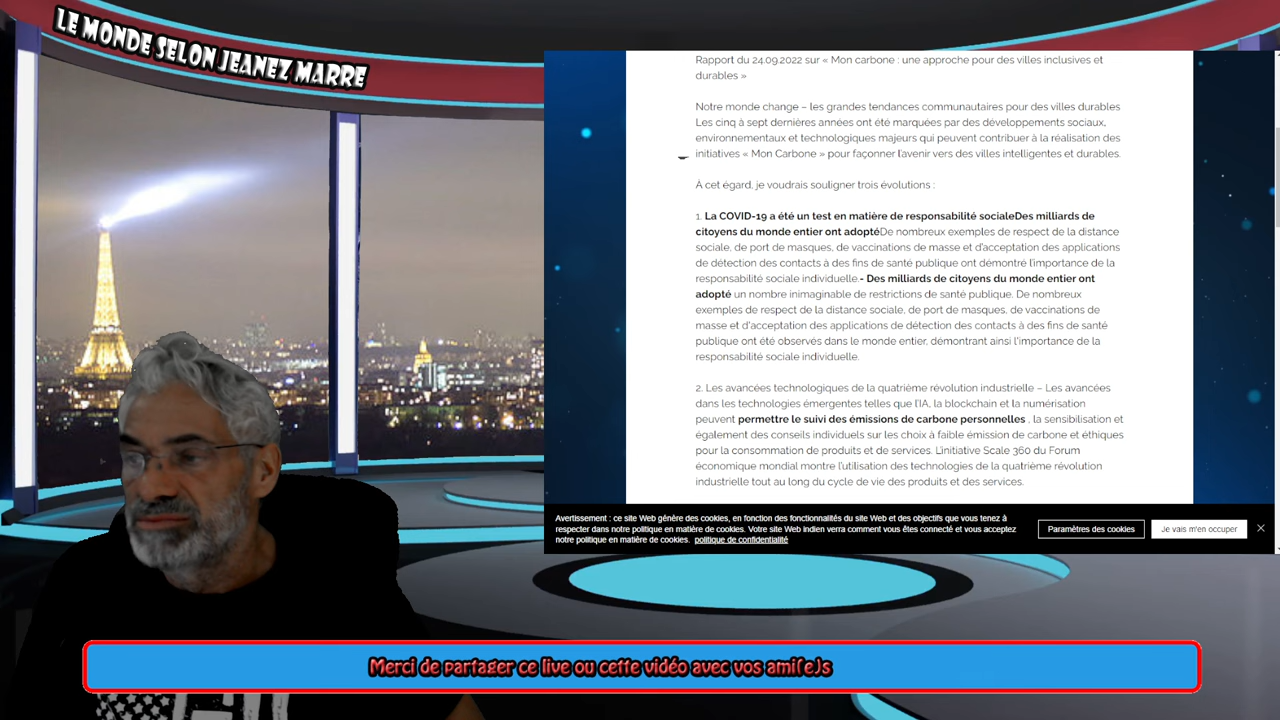 LE MONDE SELON JEANEZ MARRE
Rapport du 24.09.2022 sur « Mon carbone : une approche pour des villes inclusives et
durables »
Notre monde change – les grandes tendances communautaires pour des villes durables
Les cinq à sept dernières années ont été marquées par des développements sociaux,
environnementaux et technologiques majeurs qui peuvent contribuer à la réalisation des
initiatives « Mon Carbone » pour façonner l'avenir vers des villes intelligentes et durables.
À cet égard, je voudrais souligner trois évolutions :
1. La COVID-19 a été un test en matière de responsabilité socialeDes milliards de
citoyens du monde entier ont adoptéDe nombreux exemples de respect de la distance
sociale, de port de masques, de vaccinations de masse et d'acceptation des applications
de détection des contacts à des fins de santé publique ont démontré l'importance de la
responsabilité sociale individuelle.- Des milliards de citoyens du monde entier ont
adopté un nombre inimaginable de restrictions de santé publique. De nombreux
exemples de respect de la distance sociale, de port de masques, de vaccinations de
masse et d'acceptation des applications de détection des contacts à des fins de santé
publique ont été observés dans le monde entier, démontrant ainsi l'importance de la
responsabilité sociale individuelle.
2. Les avancées technologiques de la quatrième révolution industrielle – Les avancées
dans les technologies émergentes telles que l'IA, la blockchain et la numérisation
peuvent permettre le suivi des émissions de carbone personnelles , la sensibilisation et
également des conseils individuels sur les choix à faible émission de carbone et éthiques
pour la consommation de produits et de services. L'initiative Scale 360 du Forum
économique mondial montre l'utilisation des technologies de la quatrième révolution
industrielle tout au long du cycle de vie des produits et des services.
Avertissement : ce site Web génère des cookies, en fonction des fonctionnalités du site Web et des objectifs que vous tenez à
respecter dans notre politique en matière de cookies. Votre site Web Indien verra comment vous êtes connecté et vous acceptez
notre politique en matière de cookies. politique de confidentialité
Paramètres des cookies
Je vais m'en occuper
Merci de partager ce live ou cette vidéo avec vos ami(e)s